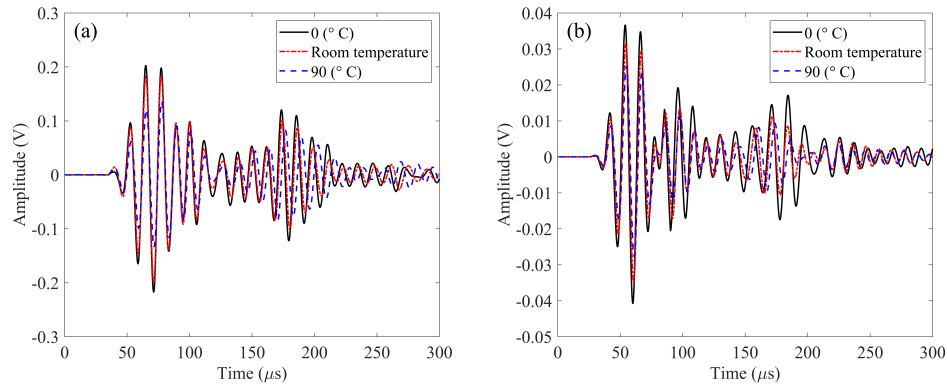 (a)
0 (° C)
Room temperature
90 (° C)
0.3
0.2
0.1
0
-0.1
-0.2
-0.3
Amplitude (V)
0 50 100 150 200 250 300
Time (μs)
(b)
0 (° C)
Room temperature
90 (° C)
0.04
0.03
0.02
0.01
0
-0.01
-0.02
-0.03
-0.04
-0.05
Amplitude (V)
0 50 100 150 200 250 300
Time (μs)